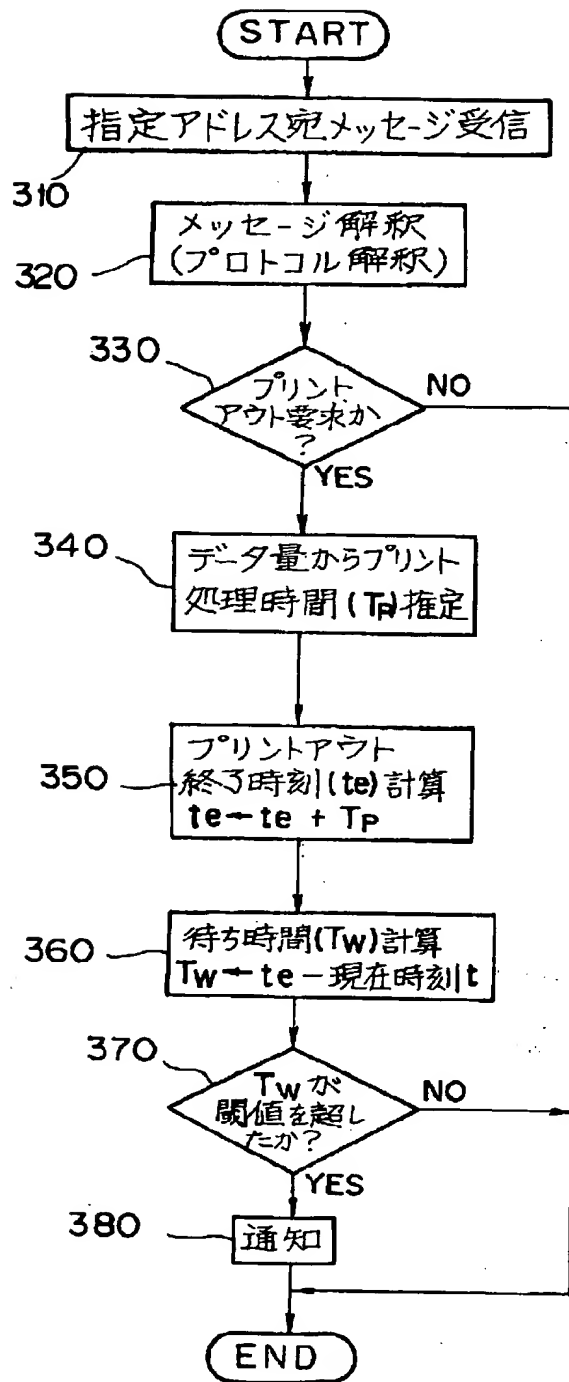 START
指定アドレス宛メッセージ受信
310
メッセージ解釈
(プロトコル解釈)
320
330
プリント
アウト要求か
?
NO
YES
340
データ量からプリント
処理時間(Tp)推定
プリントアウト
350
終了時刻(te)計算
te←te + Tp
360
待ち時間(Tw)計算
Tw←te-現在時刻t
370
Twが
閾値を超し
たか?
NO
YES
380
通知
END